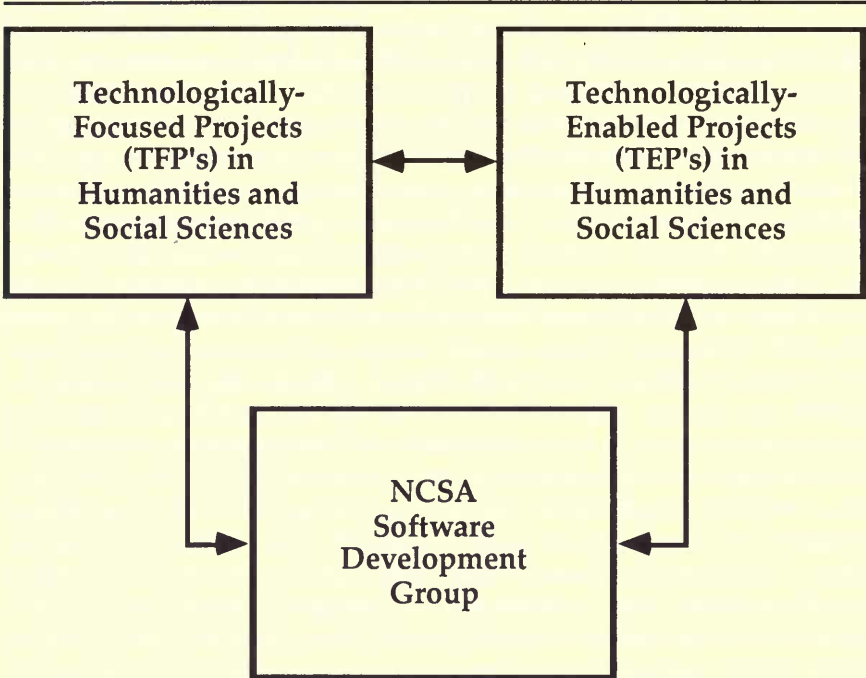 Technologically-
Focused Projects
(TFP's) in
Humanities and
Social Sciences
Technologically-
Enabled Projects
(TEP's) in
Humanities and
Social Sciences
NCSA
Software
Development
Group